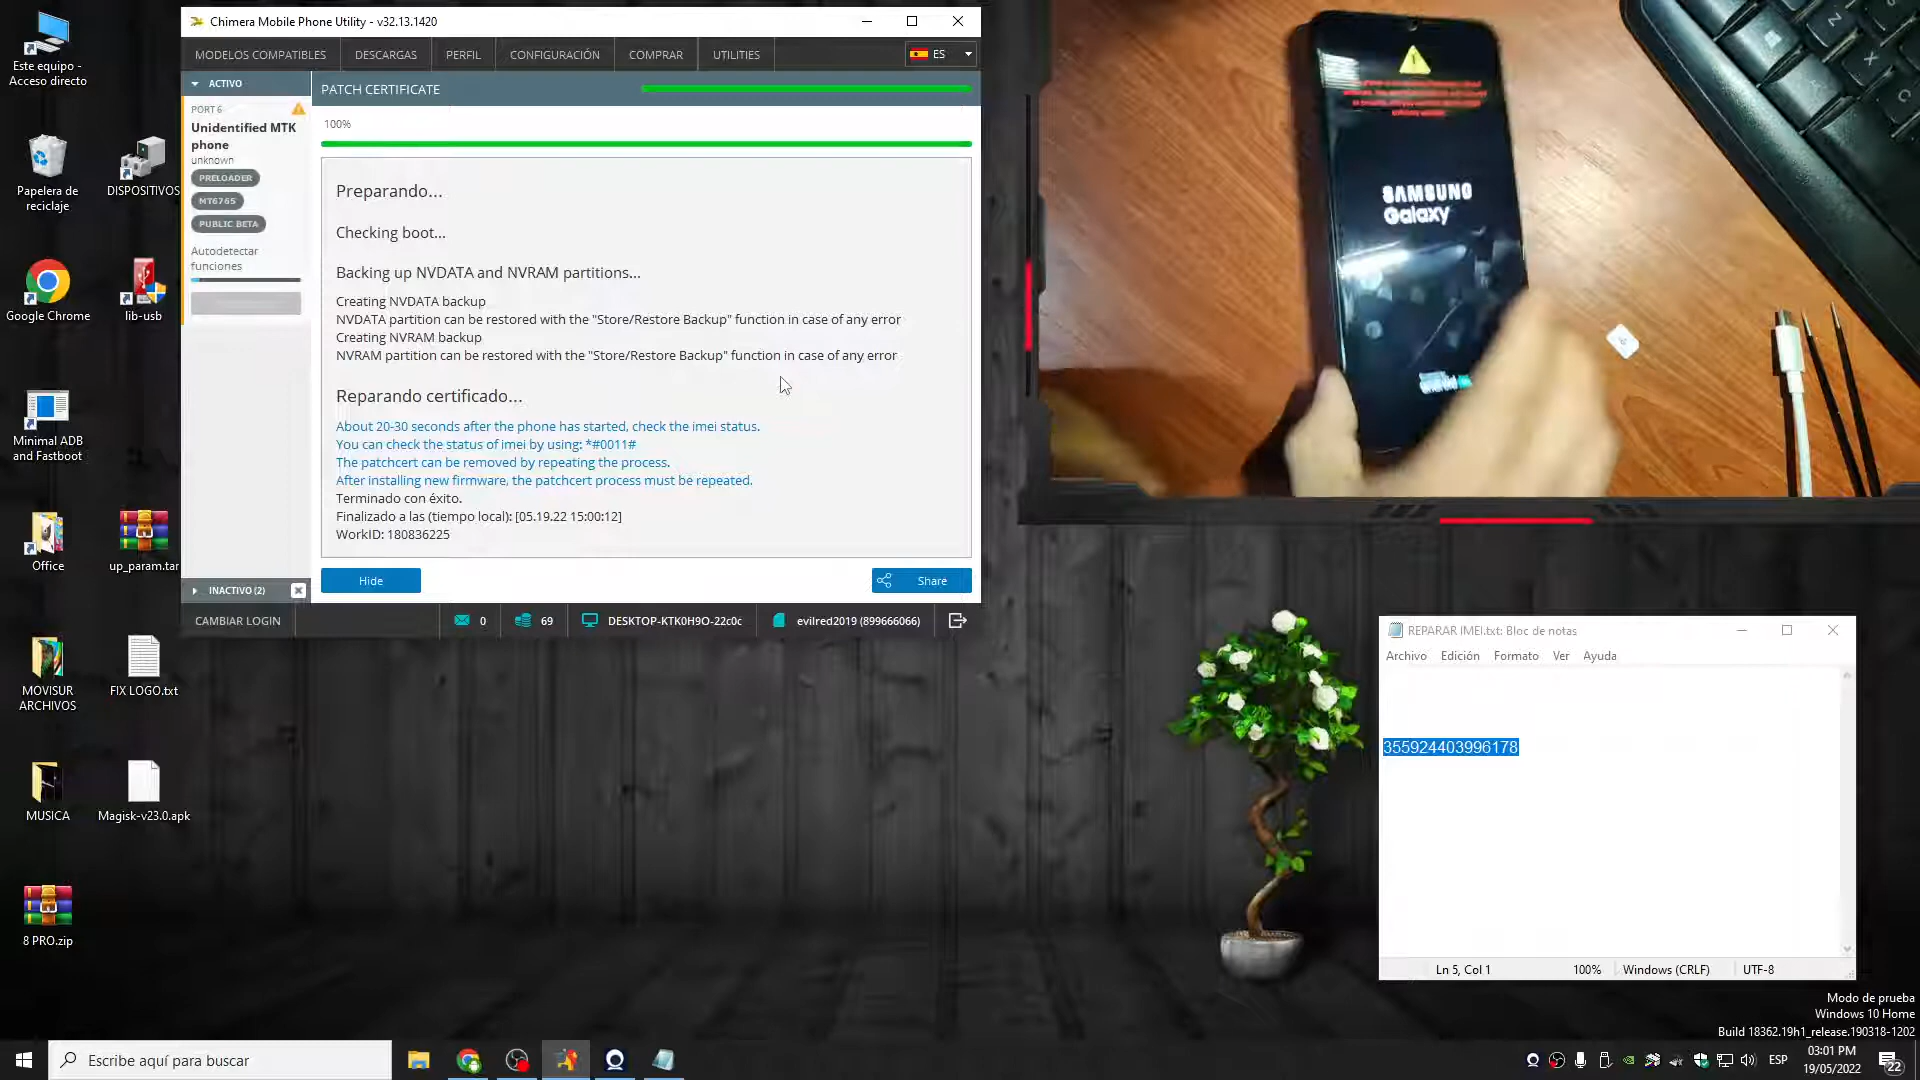 Este equipo -
Acceso directo
Papelera de
reciclaje
DISPOSITIVOS
Google Chrome
lib-usb
Minimal ADB
and Fastboot
Office
up_param.tar
MOVISUR
ARCHIVOS
FIX LOGO.txt
MUSICA
Magisk-v23.0.apk
8 PRO.zip
Chimera Mobile Phone Utility - v32.13.1420
MODELOS COMPATIBLES
DESCARGAS
PERFIL
CONFIGURACIÓN
COMPRAR
UTILITIES
ES
ACTIVO
PORT 6
Unidentified MTK
phone
unknown
PRELOADER
MT6765
PUBLIC BETA
Autodetectar
funciones
INACTIVO (2)
PATCH CERTIFICATE
100%
Preparando...
Checking boot...
Backing up NVDATA and NVRAM partitions...
Creating NVDATA backup
NVDATA partition can be restored with the "Store/Restore Backup" function in case of any error
Creating NVRAM backup
NVRAM partition can be restored with the "Store/Restore Backup" function in case of any error
Reparando certificado...
About 20-30 seconds after the phone has started, check the imei status.
You can check the status of imei by using: *#0011#
The patchcert can be removed by repeating the process.
After installing new firmware, the patchcert process must be repeated.
Terminado con éxito.
Finalizado a las (tiempo local): [05.19.22 15:00:12]
WorkID: 180836225
Hide
Share
CAMBIAR LOGIN
0
69
DESKTOP-KTK0H9O-22c0c
evilred2019 (899666066)
SAMSUNG
Galaxy
REPARAR IMEI.txt: Bloc de notas
Archivo
Edición
Formato
Ver
Ayuda
355924403996178
Ln 5, Col 1
100%
Windows (CRLF)
UTF-8
Modo de prueba
Windows 10 Home
Build 18362.19h1_release.190318-1202
Escribe aquí para buscar
ESP
03:01 PM
19/05/2022
22